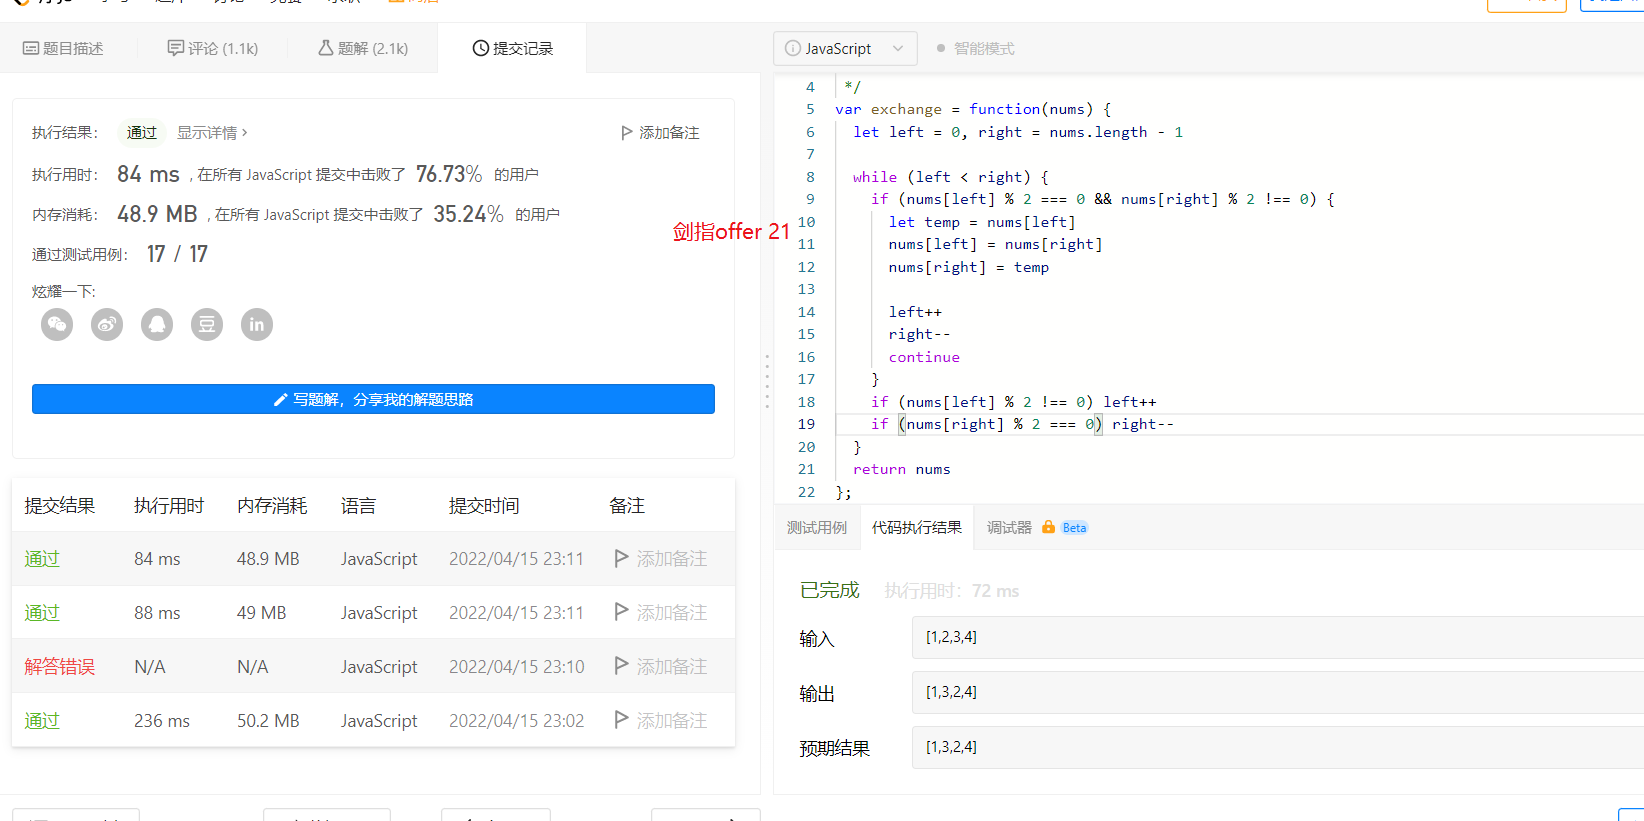 题目描述
评论 (1.1k)
题解 (2.1k)
提交记录
执行结果:
通过
显示详情 >
添加备注
执行用时:
84 ms , 在所有 JavaScript 提交中击败了 76.73% 的用户
内存消耗:
48.9 MB , 在所有 JavaScript 提交中击败了 35.24% 的用户
通过测试用例:
17 / 17
炫耀一下:
豆
in
写题解，分享我的解题思路
提交结果 执行用时 内存消耗 语言 提交时间 备注
通过 84 ms 48.9 MB JavaScript 2022/04/15 23:11 添加备注
通过 88 ms 49 MB JavaScript 2022/04/15 23:11 添加备注
解答错误 N/A N/A JavaScript 2022/04/15 23:10 添加备注
通过 236 ms 50.2 MB JavaScript 2022/04/15 23:02 添加备注
剑指offer 21
JavaScript
智能模式
4 */
5 var exchange = function(nums) {
6 let left = 0, right = nums.length - 1
7
8 while (left < right) {
9 if (nums[left] % 2 === 0 && nums[right] % 2 !== 0) {
10 let temp = nums[left]
11 nums[left] = nums[right]
12 nums[right] = temp
13
14 left++
15 right--
16 continue
17 }
18 if (nums[left] % 2 !== 0) left++
19 if (nums[right] % 2 === 0) right--
20 }
21 return nums
22 };
测试用例
代码执行结果
调试器
Beta
已完成
执行用时: 72 ms
输入
[1,2,3,4]
输出
[1,3,2,4]
预期结果
[1,3,2,4]